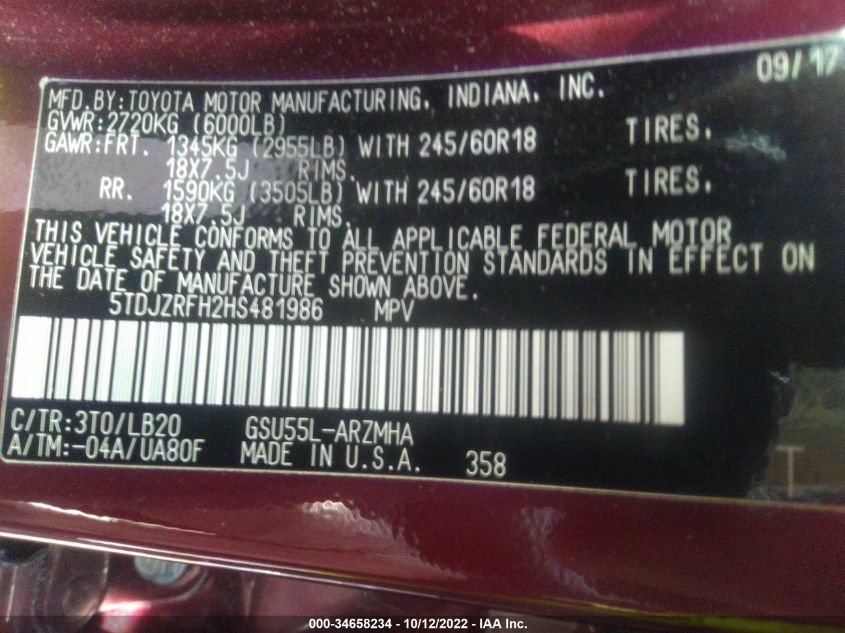 09/17
MFD.BY:TOYOTA MOTOR MANUFACTURING, INDIANA, INC.
GVWR:2720KG (6000LB)
GAWR:FRT. 1345KG (2955LB) WITH 245/60R18 TIRES,
18X7.5J RIMS.
RR. 1590KG (3505LB) WITH 245/60R18 TIRES,
18X7.5J RIMS.
THIS VEHICLE CONFORMS TO ALL APPLICABLE FEDERAL MOTOR
VEHICLE SAFETY AND THEFT PREVENTION STANDARDS IN EFFECT ON
THE DATE OF MANUFACTURE SHOWN ABOVE.
5TDJZRFH2HS481986 MPV
C/TR:3T0/LB20 GSU55L-ARZMHA
A/TM:-04A/UA80F MADE IN U.S.A. 358
000-34658234 - 10/12/2022 - IAA Inc.